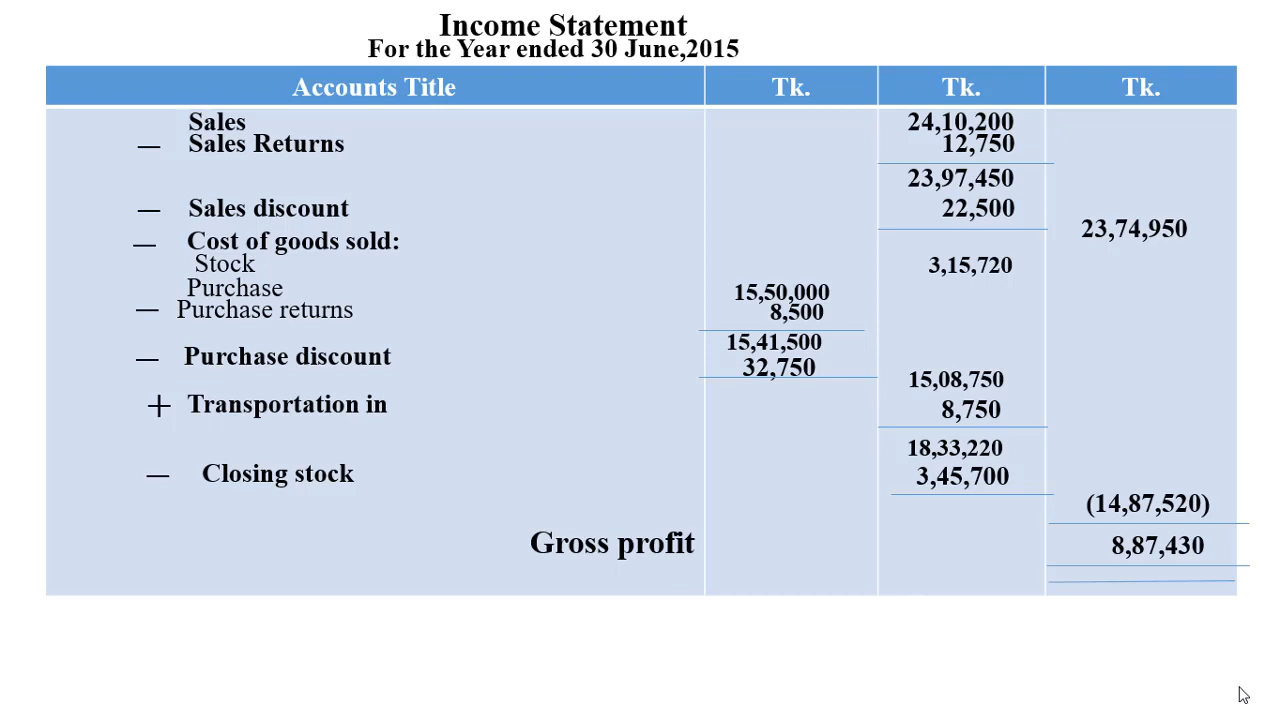 Income Statement
For the Year ended 30 June,2015
Accounts Title Tk. Tk. Tk.
Sales 24,10,200
— Sales Returns 12,750
23,97,450
— Sales discount 22,500
23,74,950
— Cost of goods sold:
Stock 3,15,720
Purchase 15,50,000
— Purchase returns 8,500
15,41,500
— Purchase discount 32,750
15,08,750
+ Transportation in 8,750
18,33,220
— Closing stock 3,45,700
(14,87,520)
Gross profit 8,87,430